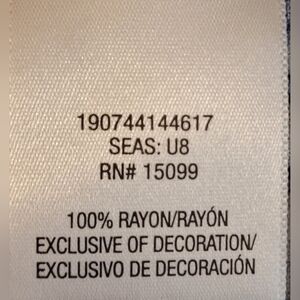 190744144617
SEAS: U8
RN# 15099
100% RAYON/RAYÓN
EXCLUSIVE OF DECORATION/
EXCLUSIVO DE DECORACIÓN